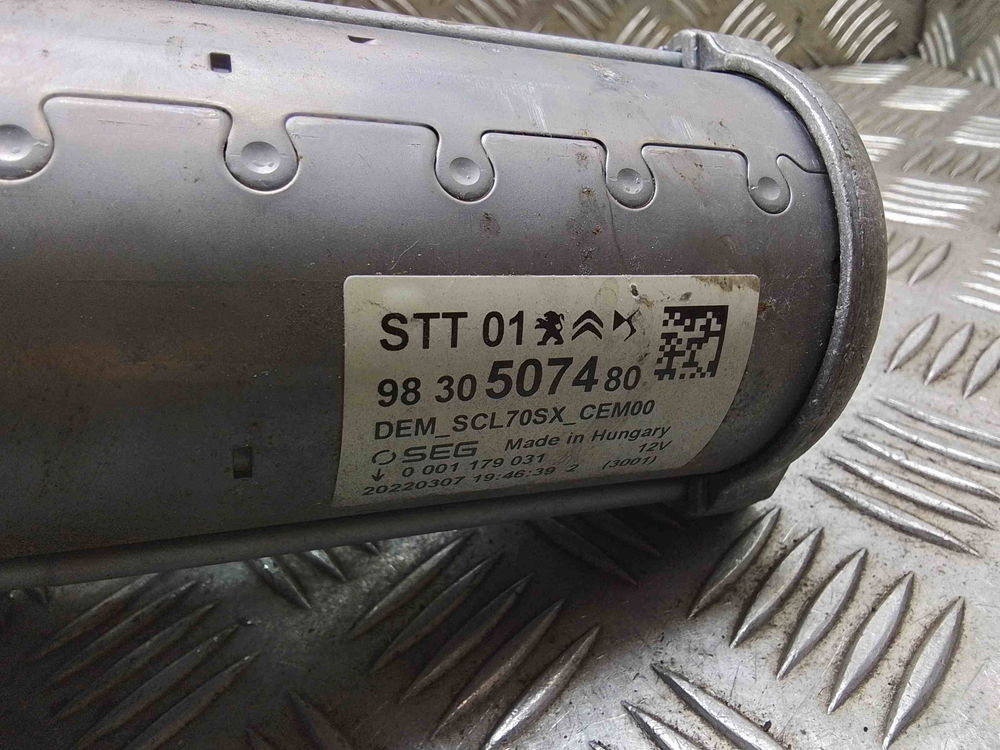 STT 01
98 30 5074 80
DEM_SCL70SX_CEM00
SEG Made in Hungary
0 001 179 031 12V
20220307 19:46:39 2 (3001)